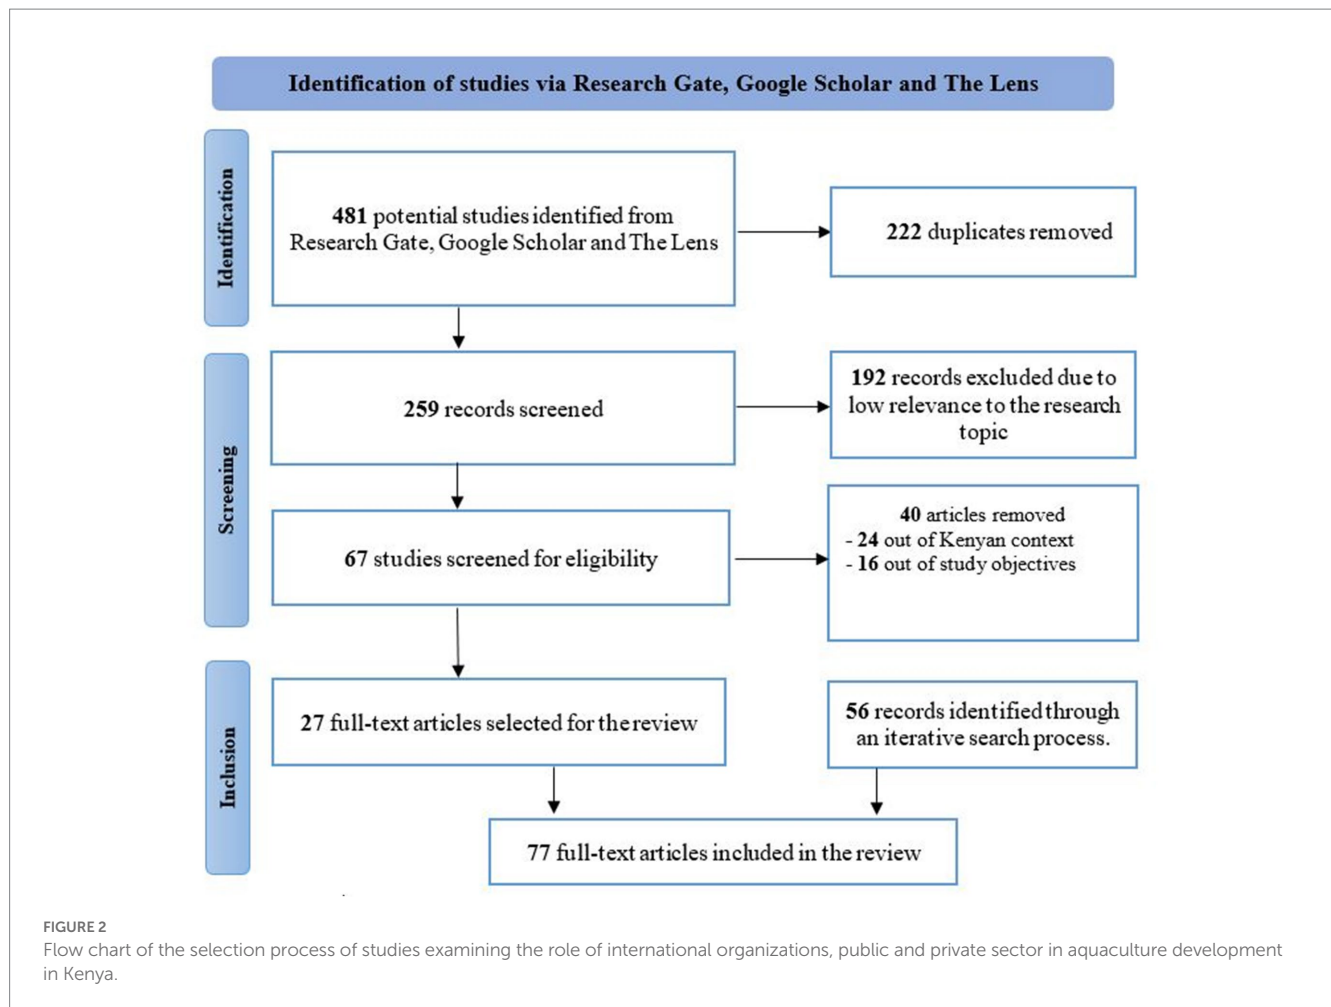 Identification of studies via Research Gate, Google Scholar and The Lens
Identification
481 potential studies identified from
Research Gate, Google Scholar and The Lens
222 duplicates removed
Screening
259 records screened
192 records excluded due to
low relevance to the research
topic
67 studies screened for eligibility
40 articles removed
- 24 out of Kenyan context
- 16 out of study objectives
Inclusion
27 full-text articles selected for the review
56 records identified through
an iterative search process.
77 full-text articles included in the review
FIGURE 2
Flow chart of the selection process of studies examining the role of international organizations, public and private sector in aquaculture development
in Kenya.